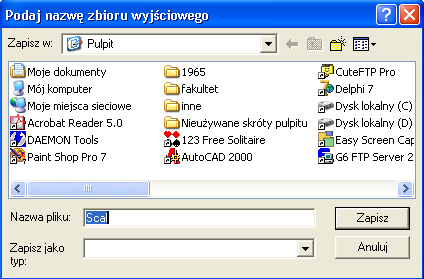 Podaj nazwę zbioru wyjściowego
Zapisz w: Pulpit
Moje dokumenty 1965 CuteFTP Pro
Mój komputer fakultet Delphi 7
Moje miejsca sieciowe inne Dysk lokalny (C)
Acrobat Reader 5.0 Nieużywane skróty pulpitu Dysk lokalny (D)
DAEMON Tools 123 Free Solitaire Easy Screen Cap
Paint Shop Pro 7 AutoCAD 2000 G6 FTP Server 2
Nazwa pliku: Scal Zapisz
Zapisz jako typ: Anuluj